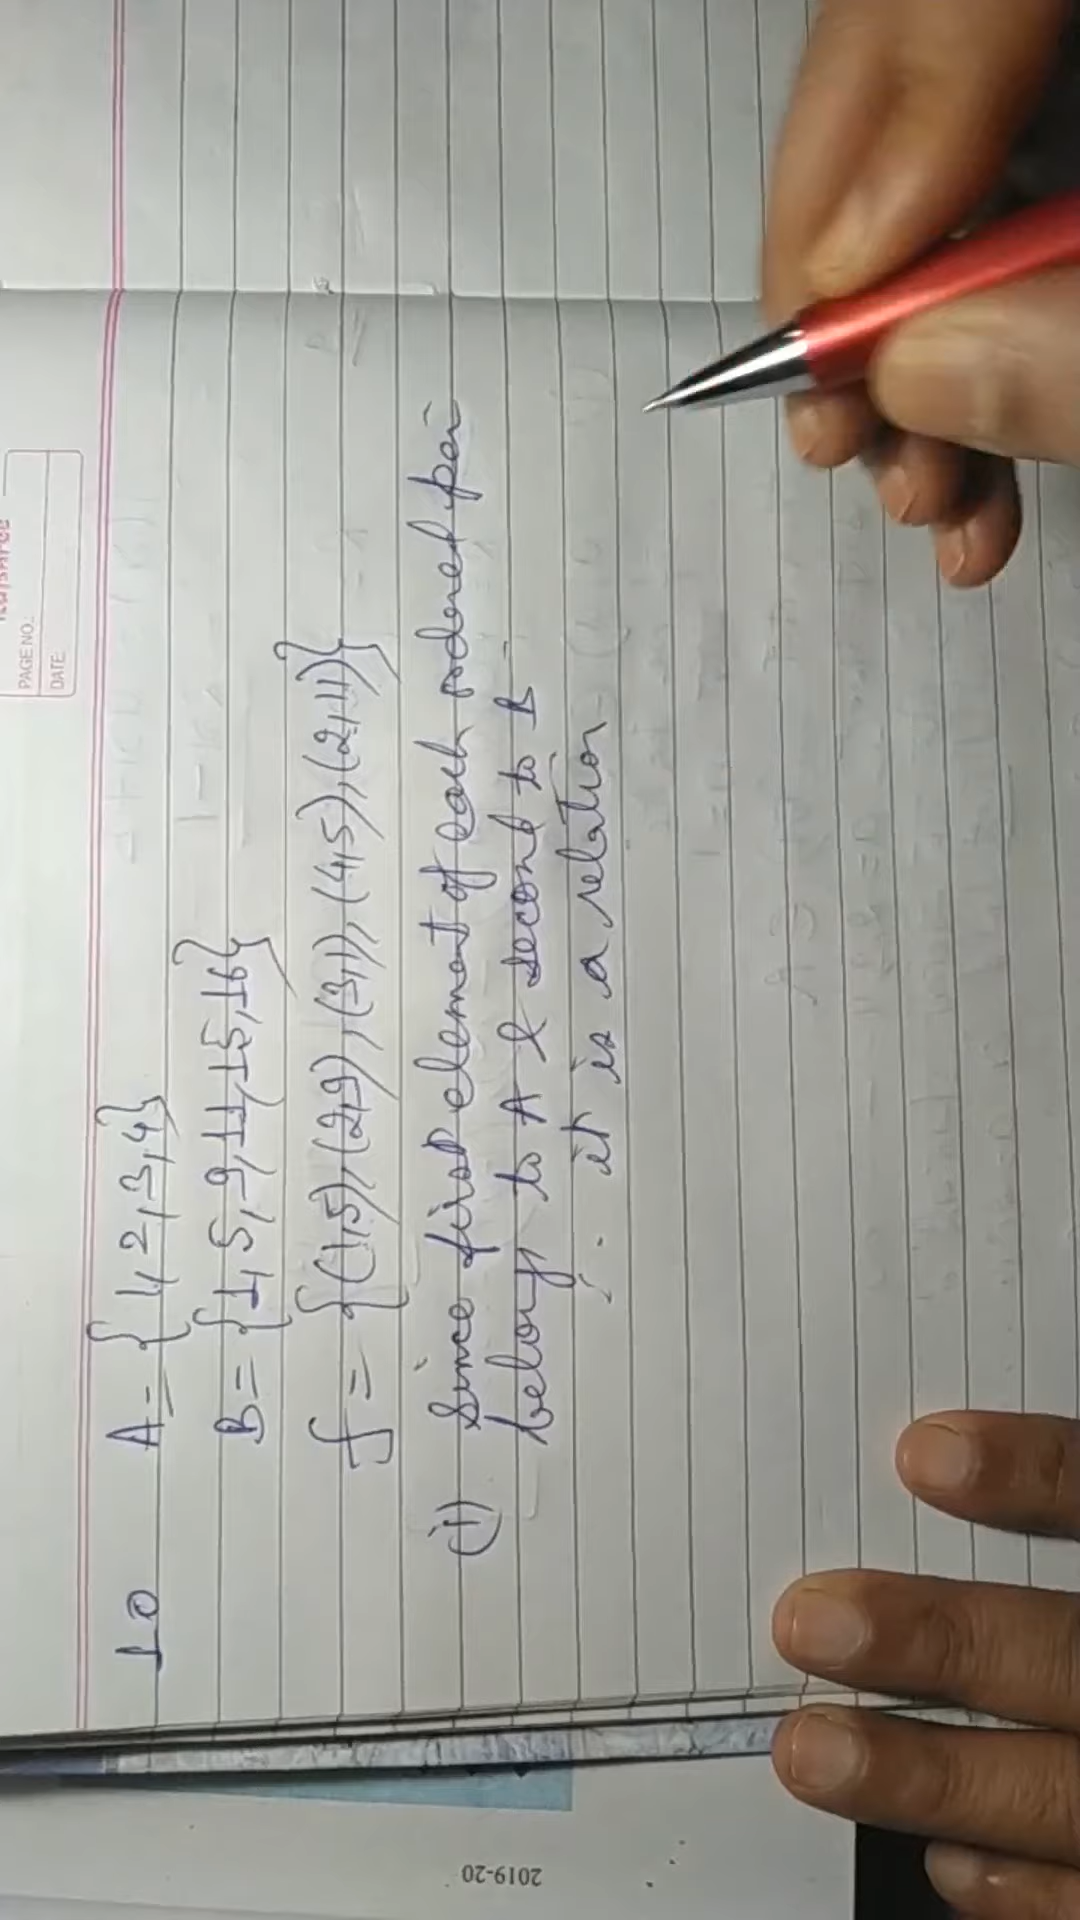 PAGE NO.:
DATE:
10 A = {1, 2, 3, 4}
B = {1, 5, 9, 11, 15, 16}
f = {(1,5), (2,9), (3,1), (4,5), (2,11)}
(i) Since first element of each ordered pair
belongs to A & second to B
∴ it is a relation
2019-20